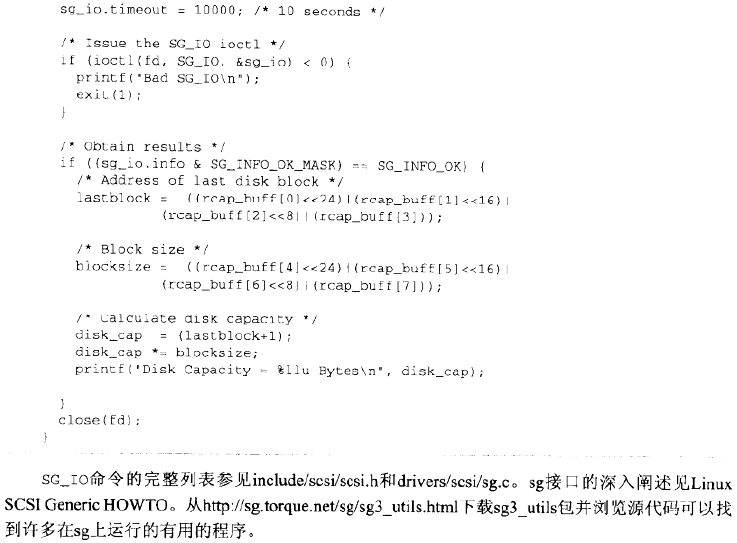 sg_io.timeout = 10000; /* 10 seconds */
/* Issue the SG_IO ioctl */
if (ioctl(fd, SG_IO, &sg_io) < 0) {
printf("Bad SG_IO\n");
exit(1);
}
/* Obtain results */
if ((sg_io.info & SG_INFO_OK_MASK) == SG_INFO_OK) {
/* Address of last disk block */
lastblock = ((rcap_buff[0]<<24)|(rcap_buff[1]<<16)|
(rcap_buff[2]<<8)|(rcap_buff[3]));
/* Block size */
blocksize = ((rcap_buff[4]<<24)|(rcap_buff[5]<<16)|
(rcap_buff[6]<<8)|(rcap_buff[7]));
/* Calculate disk capacity */
disk_cap = (lastblock+1);
disk_cap *= blocksize;
printf("Disk Capacity = %llu Bytes\n", disk_cap);
}
close(fd);
}
SG_IO命令的完整列表参见include/scsi/scsi.h和drivers/scsi/sg.c。sg接口的深入阐述见Linux
SCSI Generic HOWTO。从http://sg.torque.net/sg/sg3_utils.html下载sg3_utils包并浏览源代码可以找
到许多在sg上运行的有用的程序。